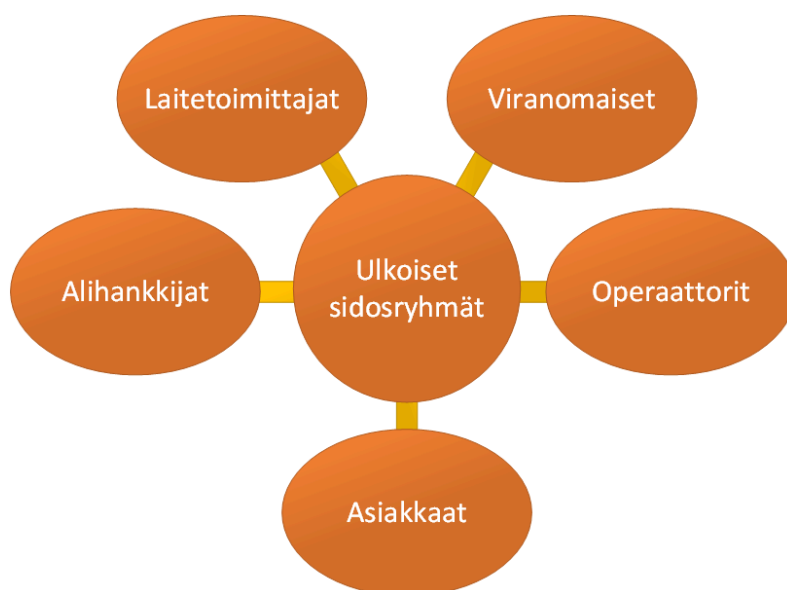 Laitetoimittajat
Viranomaiset
Alihankkijat
Ulkoiset
sidosryhmät
Operaattorit
Asiakkaat